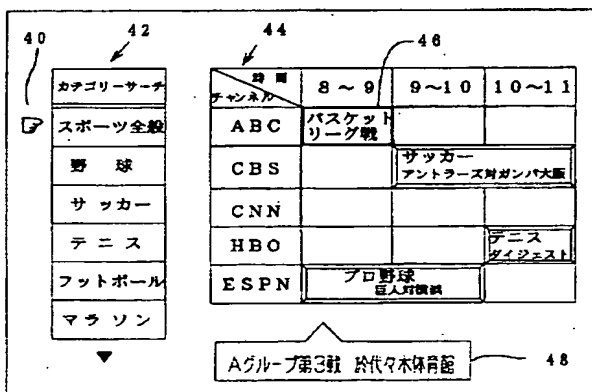 40
42
44
46
カテゴリーサーチ
スポーツ全般
野 球
サッカー
テニス
フットボール
マラソン
時間
チャンネル
8～9
9～10
10～11
ABC
バスケット
リーグ戦
CBS
サッカー
アントラーズ対ガンバ大阪
CNN
HBO
テニス
ダイジェスト
ESPN
プロ野球
巨人対横浜
Aグループ第3戦 於代々木体育館
48